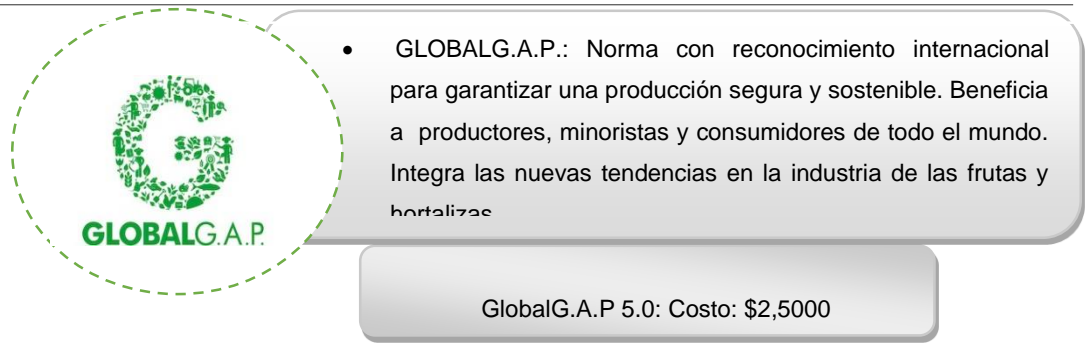 • GLOBALG.A.P.: Norma con reconocimiento internacional
para garantizar una producción segura y sostenible. Beneficia
a productores, minoristas y consumidores de todo el mundo.
Integra las nuevas tendencias en la industria de las frutas y
hortalizas
GLOBALG.A.P.
GlobalG.A.P 5.0: Costo: $2,5000